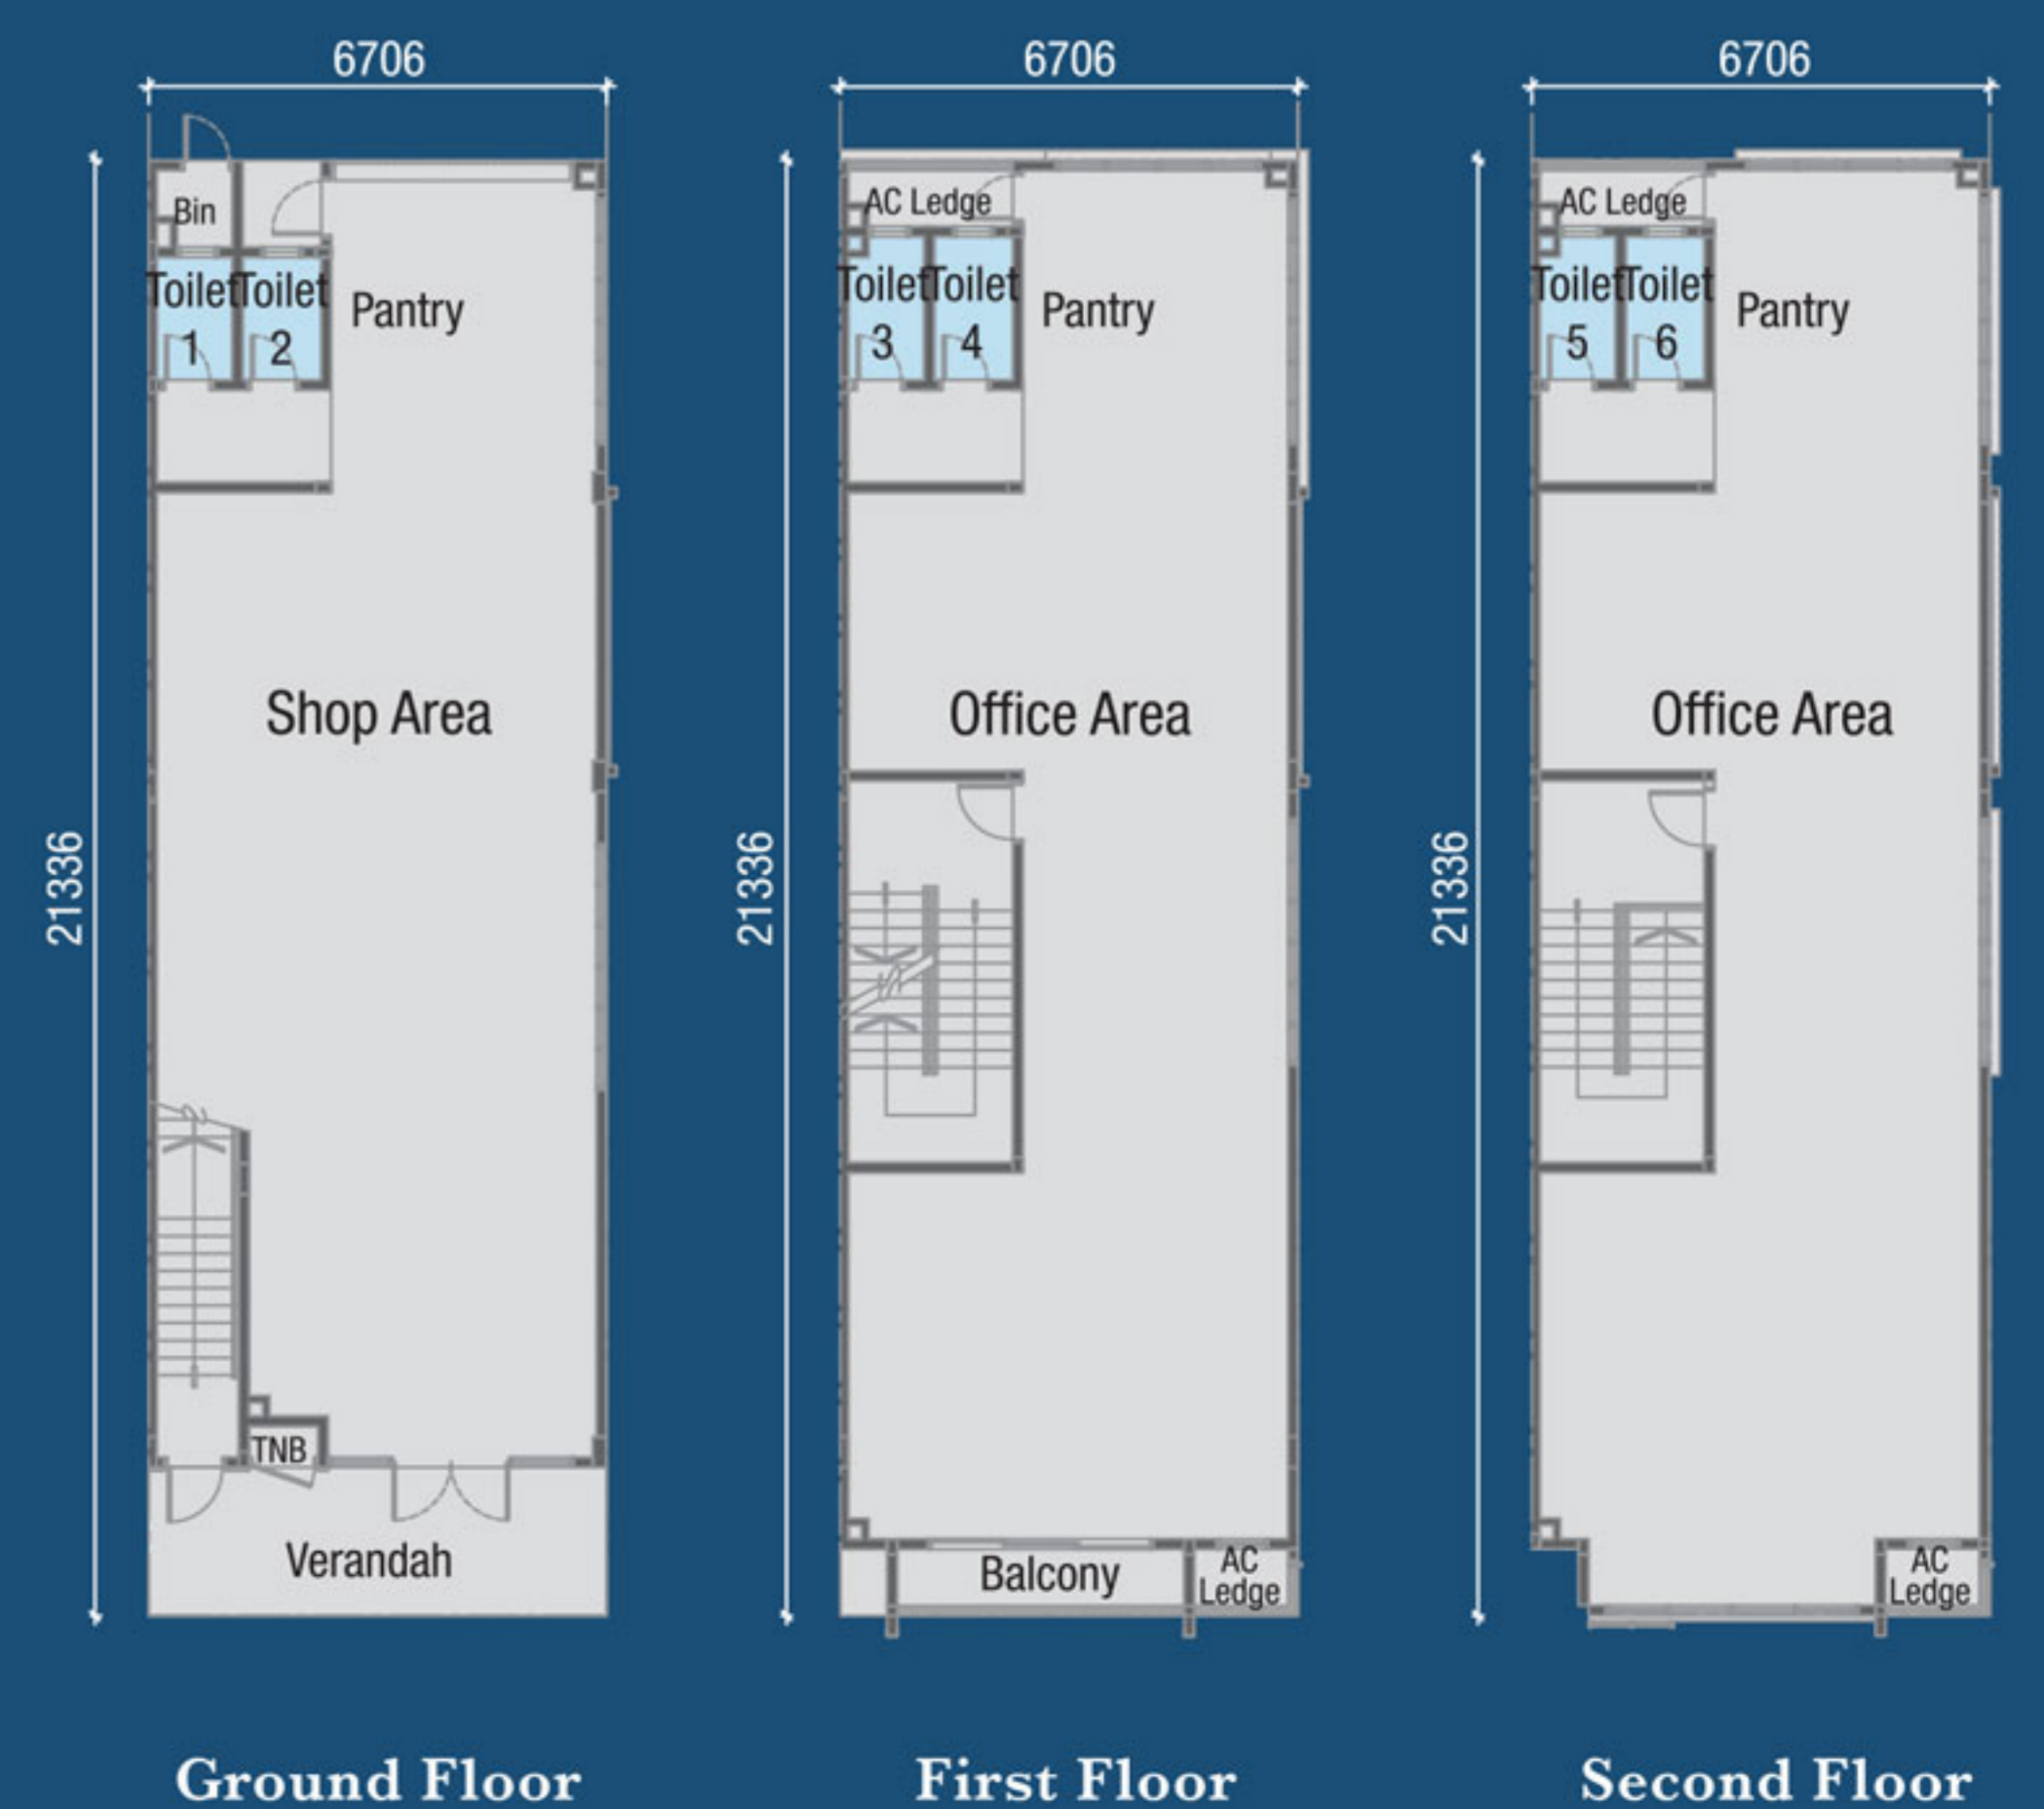 6706
21336
Bin
Toilet 1
Toilet 2
Pantry
Shop Area
TNB
Verandah
Ground Floor
6706
21336
AC Ledge
Toilet 3
Toilet 4
Pantry
Office Area
Balcony
AC
Ledge
First Floor
6706
21336
AC Ledge
Toilet 5
Toilet 6
Pantry
Office Area
AC
Ledge
Second Floor